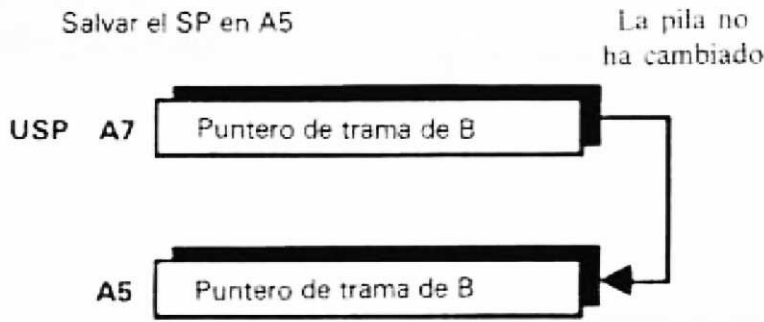 Salvar el SP en A5
La pila no
ha cambiado
USP A7 Puntero de trama de B
A5 Puntero de trama de B